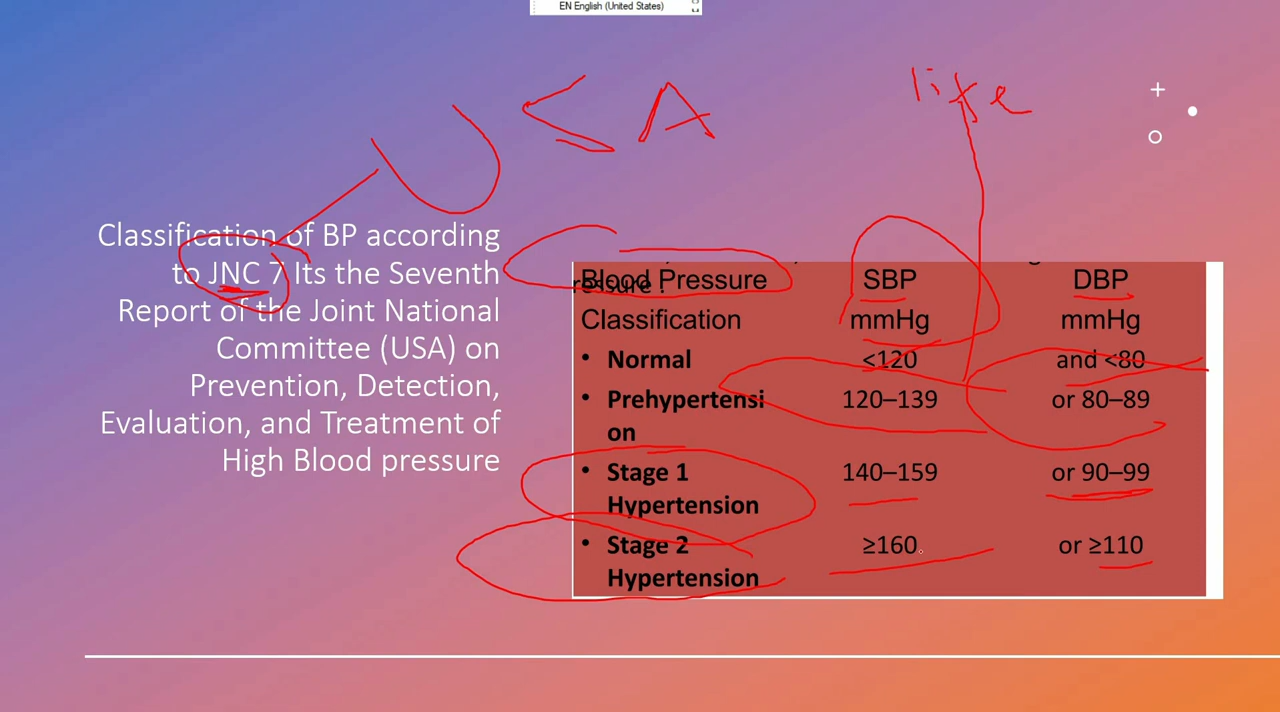 EN English (United States)
USA
life
Classification of BP according
to JNC 7 Its the Seventh
Report of the Joint National
Committee (USA) on
Prevention, Detection,
Evaluation, and Treatment of
High Blood pressure
ressure :
Blood Pressure SBP DBP
Classification mmHg mmHg
• Normal <120 and <80
• Prehypertensi 120–139 or 80–89
on
• Stage 1 140–159 or 90–99
Hypertension
• Stage 2 ≥160 or ≥110
Hypertension